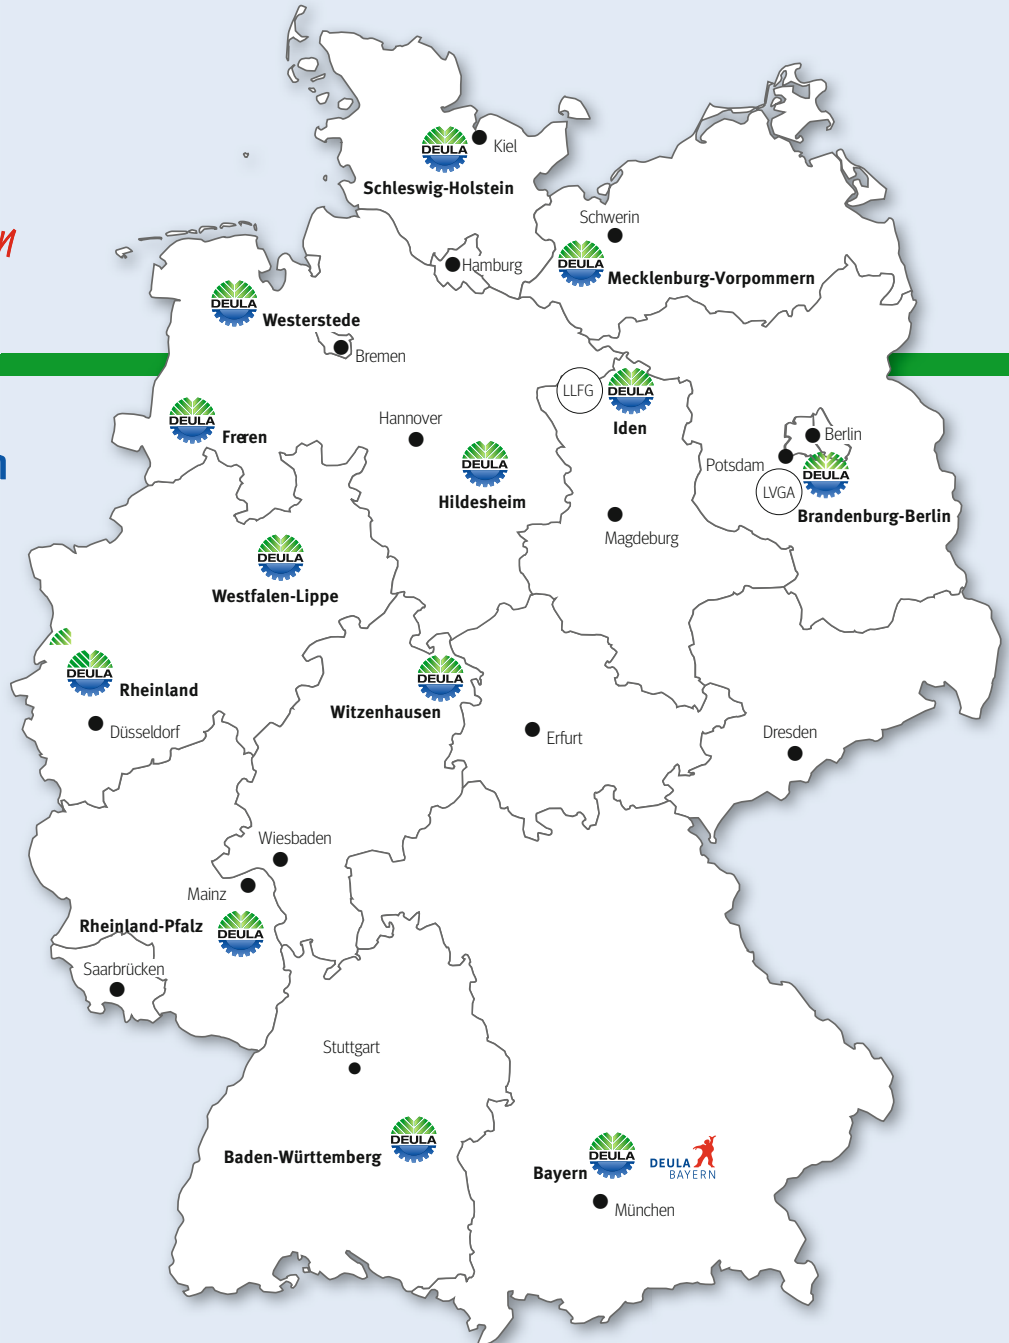 DEULA
Kiel
Schleswig-Holstein
Schwerin
DEULA
Hamburg
Mecklenburg-Vorpommern
DEULA
Westerstede
Bremen
LLFG
DEULA
Iden
DEULA
Freren
Hannover
Berlin
Potsdam
DEULA
Hildesheim
DEULA
LVGA
Brandenburg-Berlin
Magdeburg
DEULA
Westfalen-Lippe
DEULA
Rheinland
DEULA
Witzenhausen
Düsseldorf
Erfurt
Dresden
Wiesbaden
Mainz
Rheinland-Pfalz
DEULA
Saarbrücken
Stuttgart
DEULA
Baden-Württemberg
DEULA
Bayern
DEULA
BAYERN
München